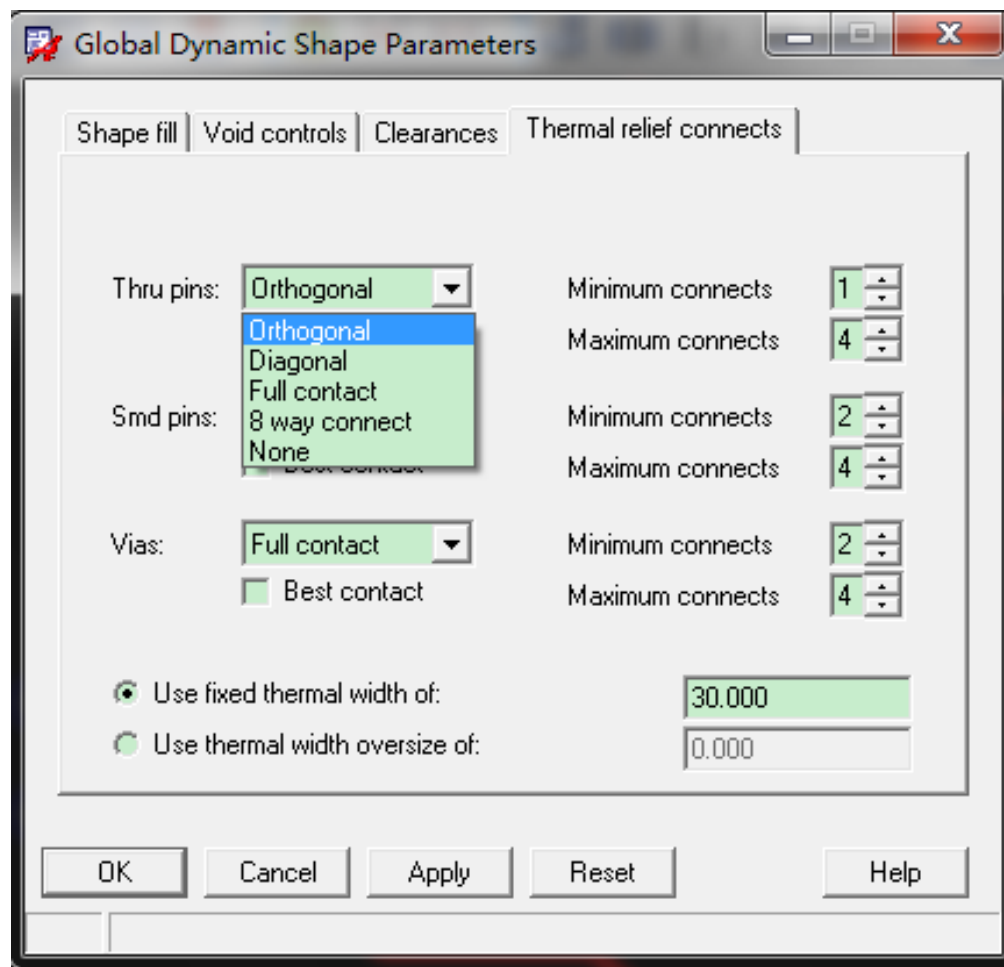 Global Dynamic Shape Parameters
Shape fill Void controls Clearances Thermal relief connects
Thru pins: Orthogonal Minimum connects 1
Orthogonal
Maximum connects 4
Diagonal
Full contact
Smd pins: 8 way connect Minimum connects 2
None
Maximum connects 4
Vias: Full contact Minimum connects 2
Best contact Maximum connects 4
Use fixed thermal width of: 30.000
Use thermal width oversize of: 0.000
OK Cancel Apply Reset Help